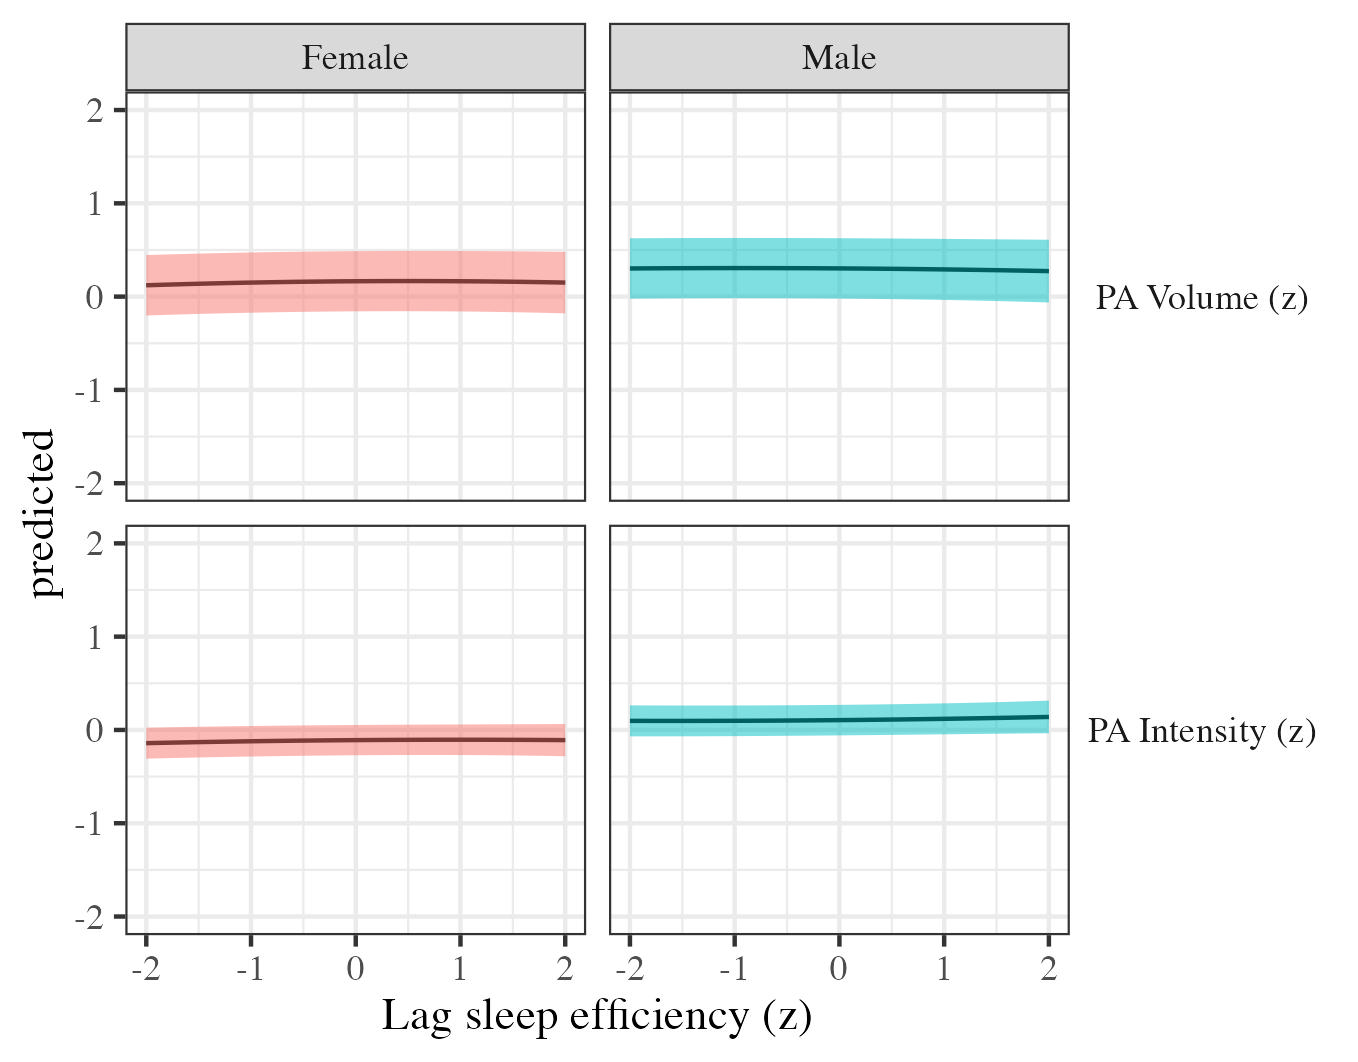 Female Male
2
1
0
-1
-2
PA Volume (z)
predicted
2
1
0
-1
-2
PA Intensity (z)
-2 -1 0 1 2 -2 -1 0 1 2
Lag sleep efficiency (z)